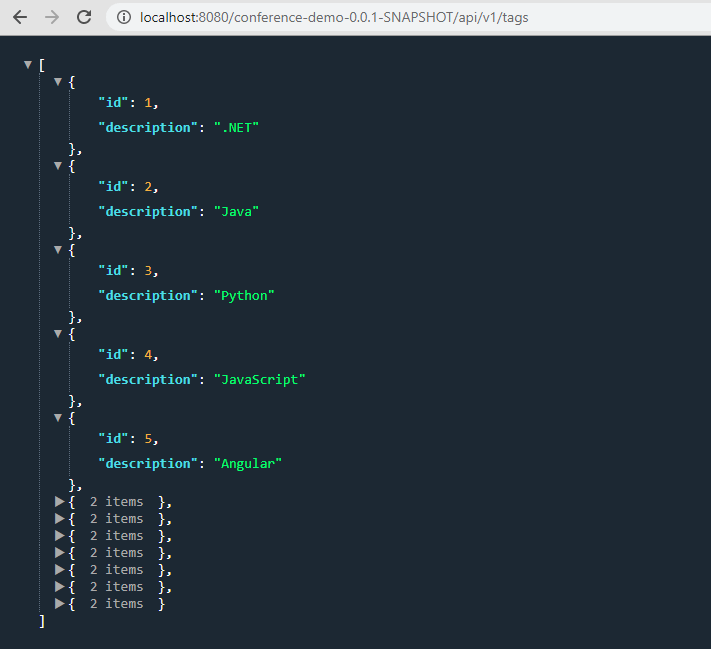 localhost:8080/conference-demo-0.0.1-SNAPSHOT/api/v1/tags
[
{
"id": 1,
"description": ".NET"
},
{
"id": 2,
"description": "Java"
},
{
"id": 3,
"description": "Python"
},
{
"id": 4,
"description": "JavaScript"
},
{
"id": 5,
"description": "Angular"
},
{ 2 items },
{ 2 items },
{ 2 items },
{ 2 items },
{ 2 items },
{ 2 items },
{ 2 items }
]